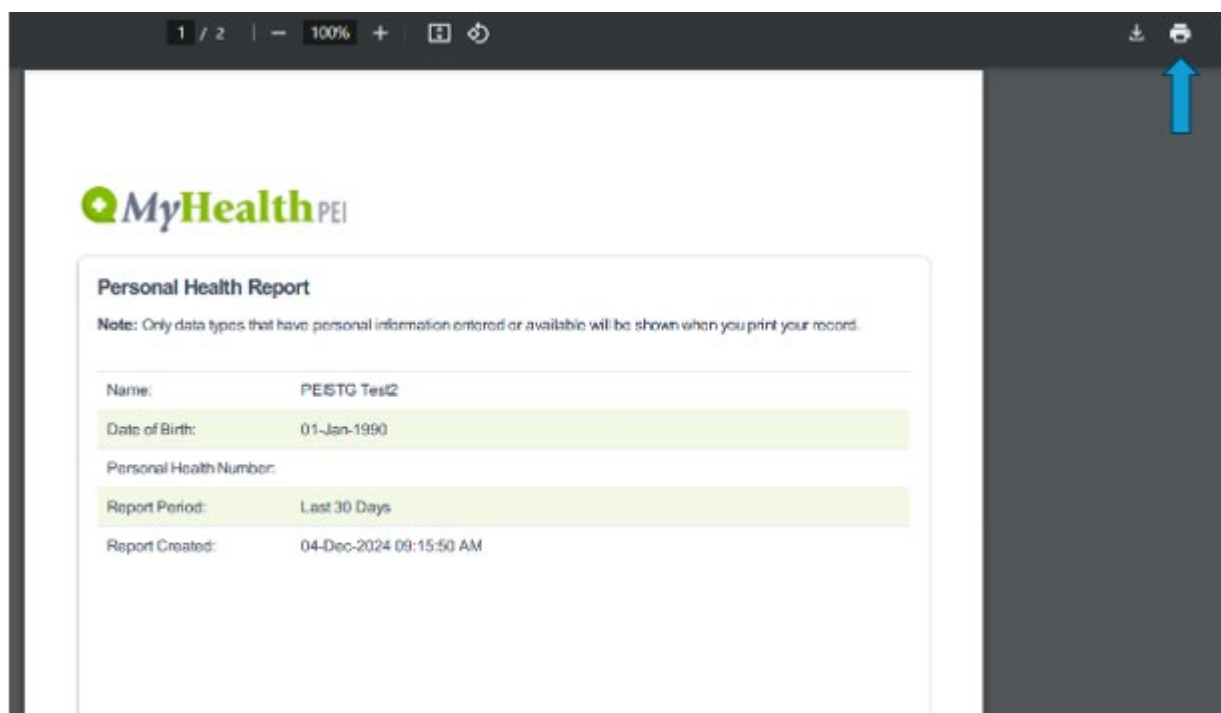 1 / 2 | − 100% +
MyHealth PEI
Personal Health Report
Note: Only data types that have personal information entered or available will be shown when you print your record.
Name: PEISTG Test2
Date of Birth: 01-Jan-1990
Personal Health Number:
Report Period: Last 30 Days
Report Created: 04-Dec-2024 09:15:50 AM